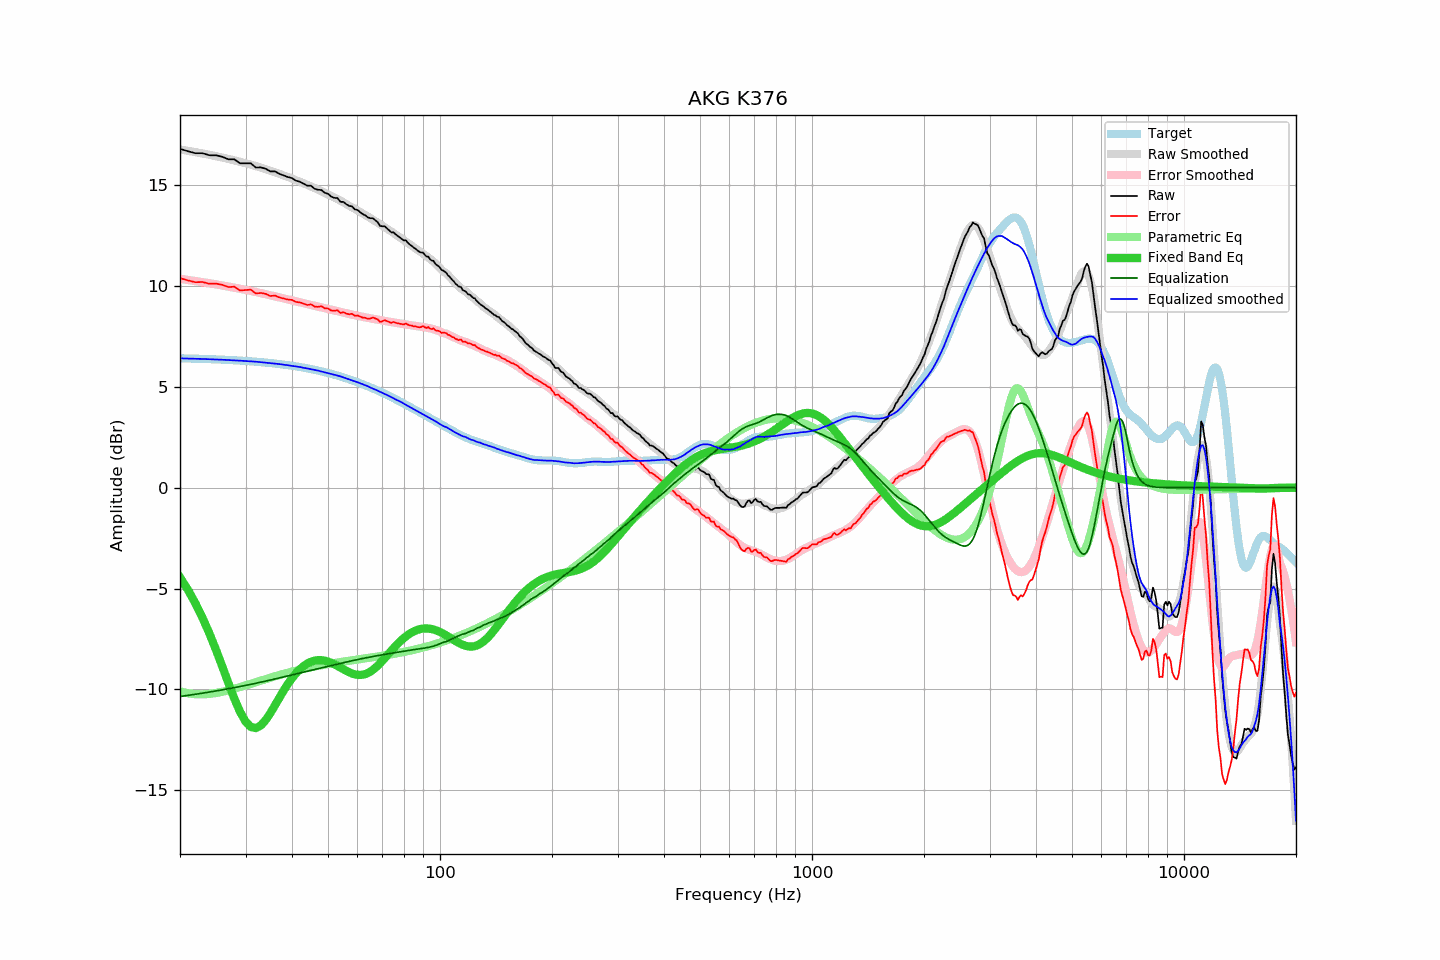 AKG K376
Target
Raw Smoothed
Error Smoothed
Raw
Error
Parametric Eq
Fixed Band Eq
Equalization
Equalized smoothed
Amplitude (dBr)
15
10
5
0
−5
−10
−15
100
1000
10000
Frequency (Hz)